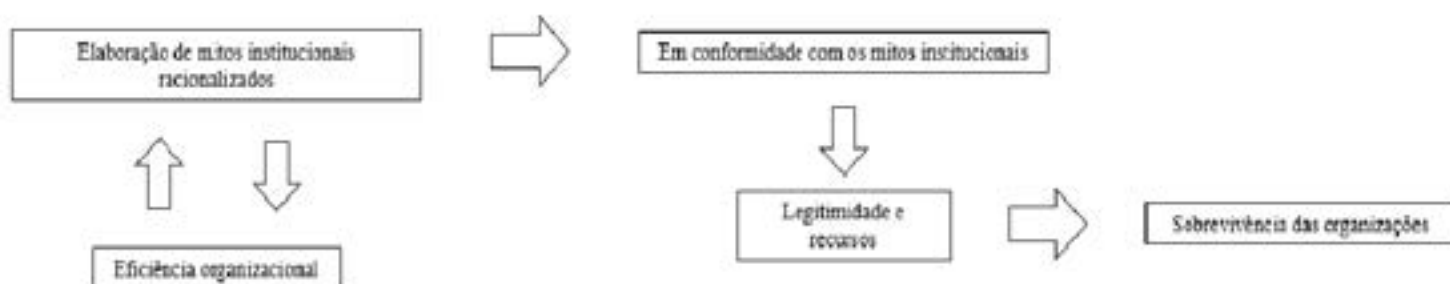 Elaboração de mitos institucionais
racionalizados
Em conformidade com os mitos institucionais
Legitimidade e
recursos
Sobrevivência das organizações
Eficiência organizacional